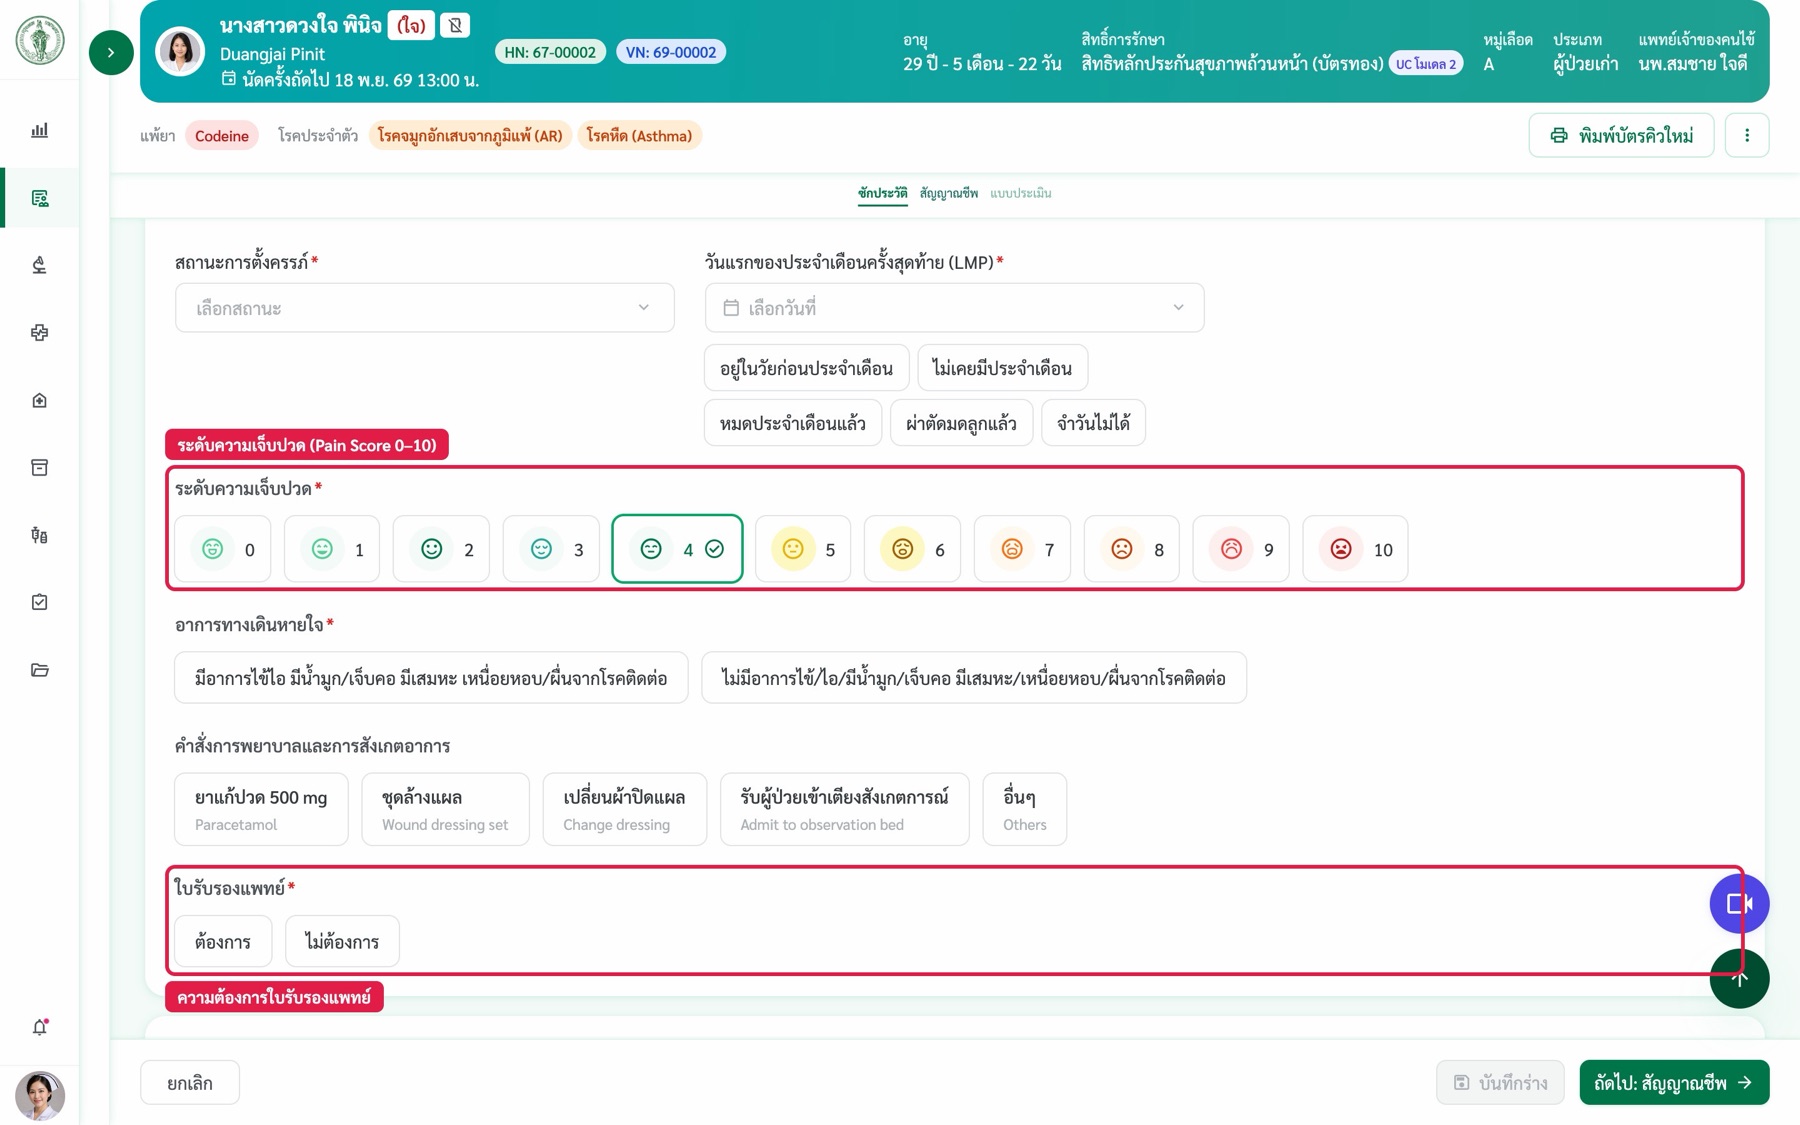 นางสาวดวงใจ พินิจ (ใจ)
Duangjai Pinit
นัดครั้งถัดไป 18 พ.ย. 69 13:00 น.
HN: 67-00002 VN: 69-00002
อายุ
29 ปี - 5 เดือน - 22 วัน
สิทธิ์การรักษา
สิทธิหลักประกันสุขภาพถ้วนหน้า (บัตรทอง) UC โมเดล 2
หมู่เลือด
A
ประเภท
ผู้ป่วยเก่า
แพทย์เจ้าของคนไข้
นพ.สมชาย ใจดี
แพ้ยา Codeine โรคประจำตัว โรคจมูกอักเสบจากภูมิแพ้ (AR) โรคหืด (Asthma)
พิมพ์บัตรคิวใหม่
ซักประวัติ สัญญาณชีพ แบบประเมิน
สถานะการตั้งครรภ์*
เลือกสถานะ
วันแรกของประจำเดือนครั้งสุดท้าย (LMP)*
เลือกวันที่
อยู่ในวัยก่อนประจำเดือน ไม่เคยมีประจำเดือน
หมดประจำเดือนแล้ว ผ่าตัดมดลูกแล้ว จำวันไม่ได้
ระดับความเจ็บปวด (Pain Score 0–10)
ระดับความเจ็บปวด*
0 1 2 3 4 5 6 7 8 9 10
อาการทางเดินหายใจ*
มีอาการไข้ไอ มีน้ำมูก/เจ็บคอ มีเสมหะ เหนื่อยหอบ/ผื่นจากโรคติดต่อ ไม่มีอาการไข้/ไอ/มีน้ำมูก/เจ็บคอ มีเสมหะ/เหนื่อยหอบ/ผื่นจากโรคติดต่อ
คำสั่งการพยาบาลและการสังเกตอาการ
ยาแก้ปวด 500 mg
Paracetamol
ชุดล้างแผล
Wound dressing set
เปลี่ยนผ้าปิดแผล
Change dressing
รับผู้ป่วยเข้าเตียงสังเกตการณ์
Admit to observation bed
อื่นๆ
Others
ใบรับรองแพทย์*
ต้องการ ไม่ต้องการ
ความต้องการใบรับรองแพทย์
ยกเลิก บันทึกร่าง ถัดไป: สัญญาณชีพ